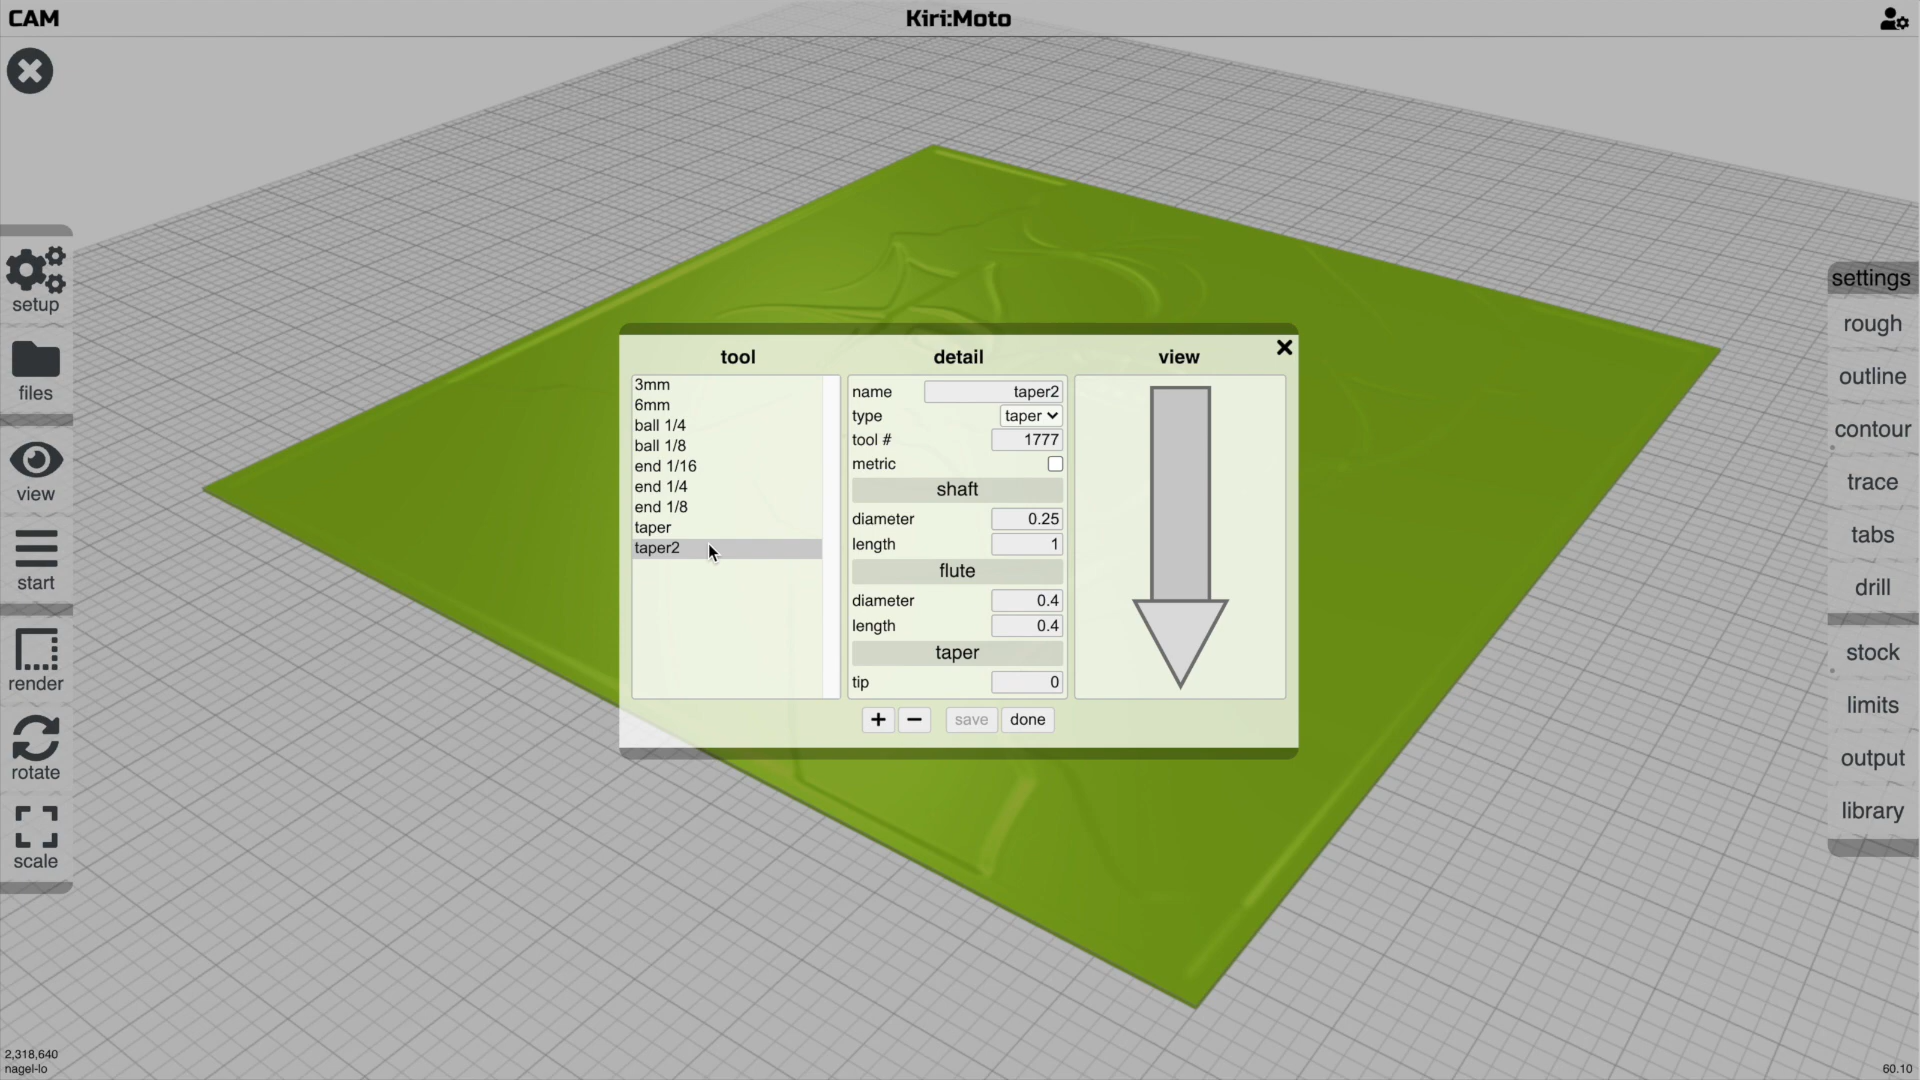 CAM
Kiri:Moto
setup
files
view
start
render
rotate
scale
tool
3mm
6mm
ball 1/4
ball 1/8
end 1/16
end 1/4
end 1/8
taper
taper2
detail
name taper2
type taper
tool # 1777
metric
shaft
diameter 0.25
length 1
flute
diameter 0.4
length 0.4
taper
tip 0
+ − save done
view
settings
rough
outline
contour
trace
tabs
drill
stock
limits
output
library
2,318,640
nagel-lo
60.10